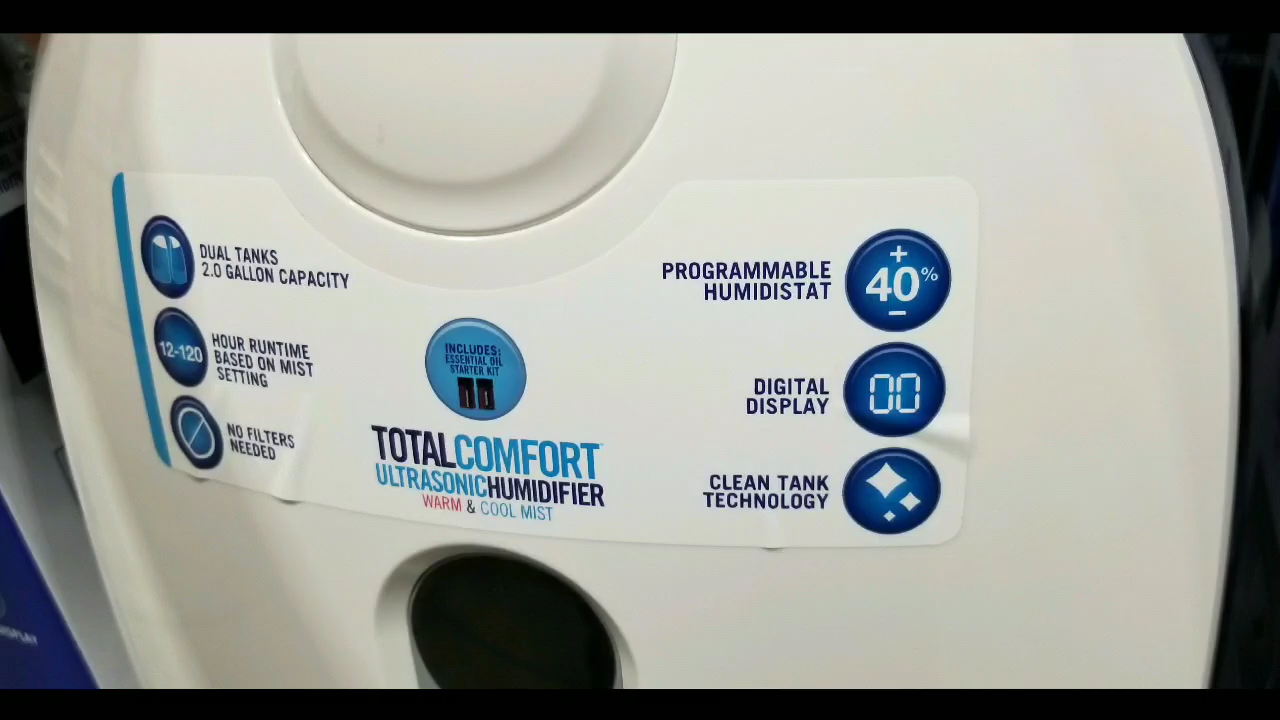 DUAL TANKS
2.0 GALLON CAPACITY
12-120
HOUR RUNTIME
BASED ON MIST
SETTING
NO FILTERS
NEEDED
INCLUDES:
ESSENTIAL OIL
STARTER KIT
TOTALCOMFORT
ULTRASONICHUMIDIFIER
WARM & COOL MIST
PROGRAMMABLE
HUMIDISTAT
+
40%
-
DIGITAL
DISPLAY
00
CLEAN TANK
TECHNOLOGY
DISPLAY